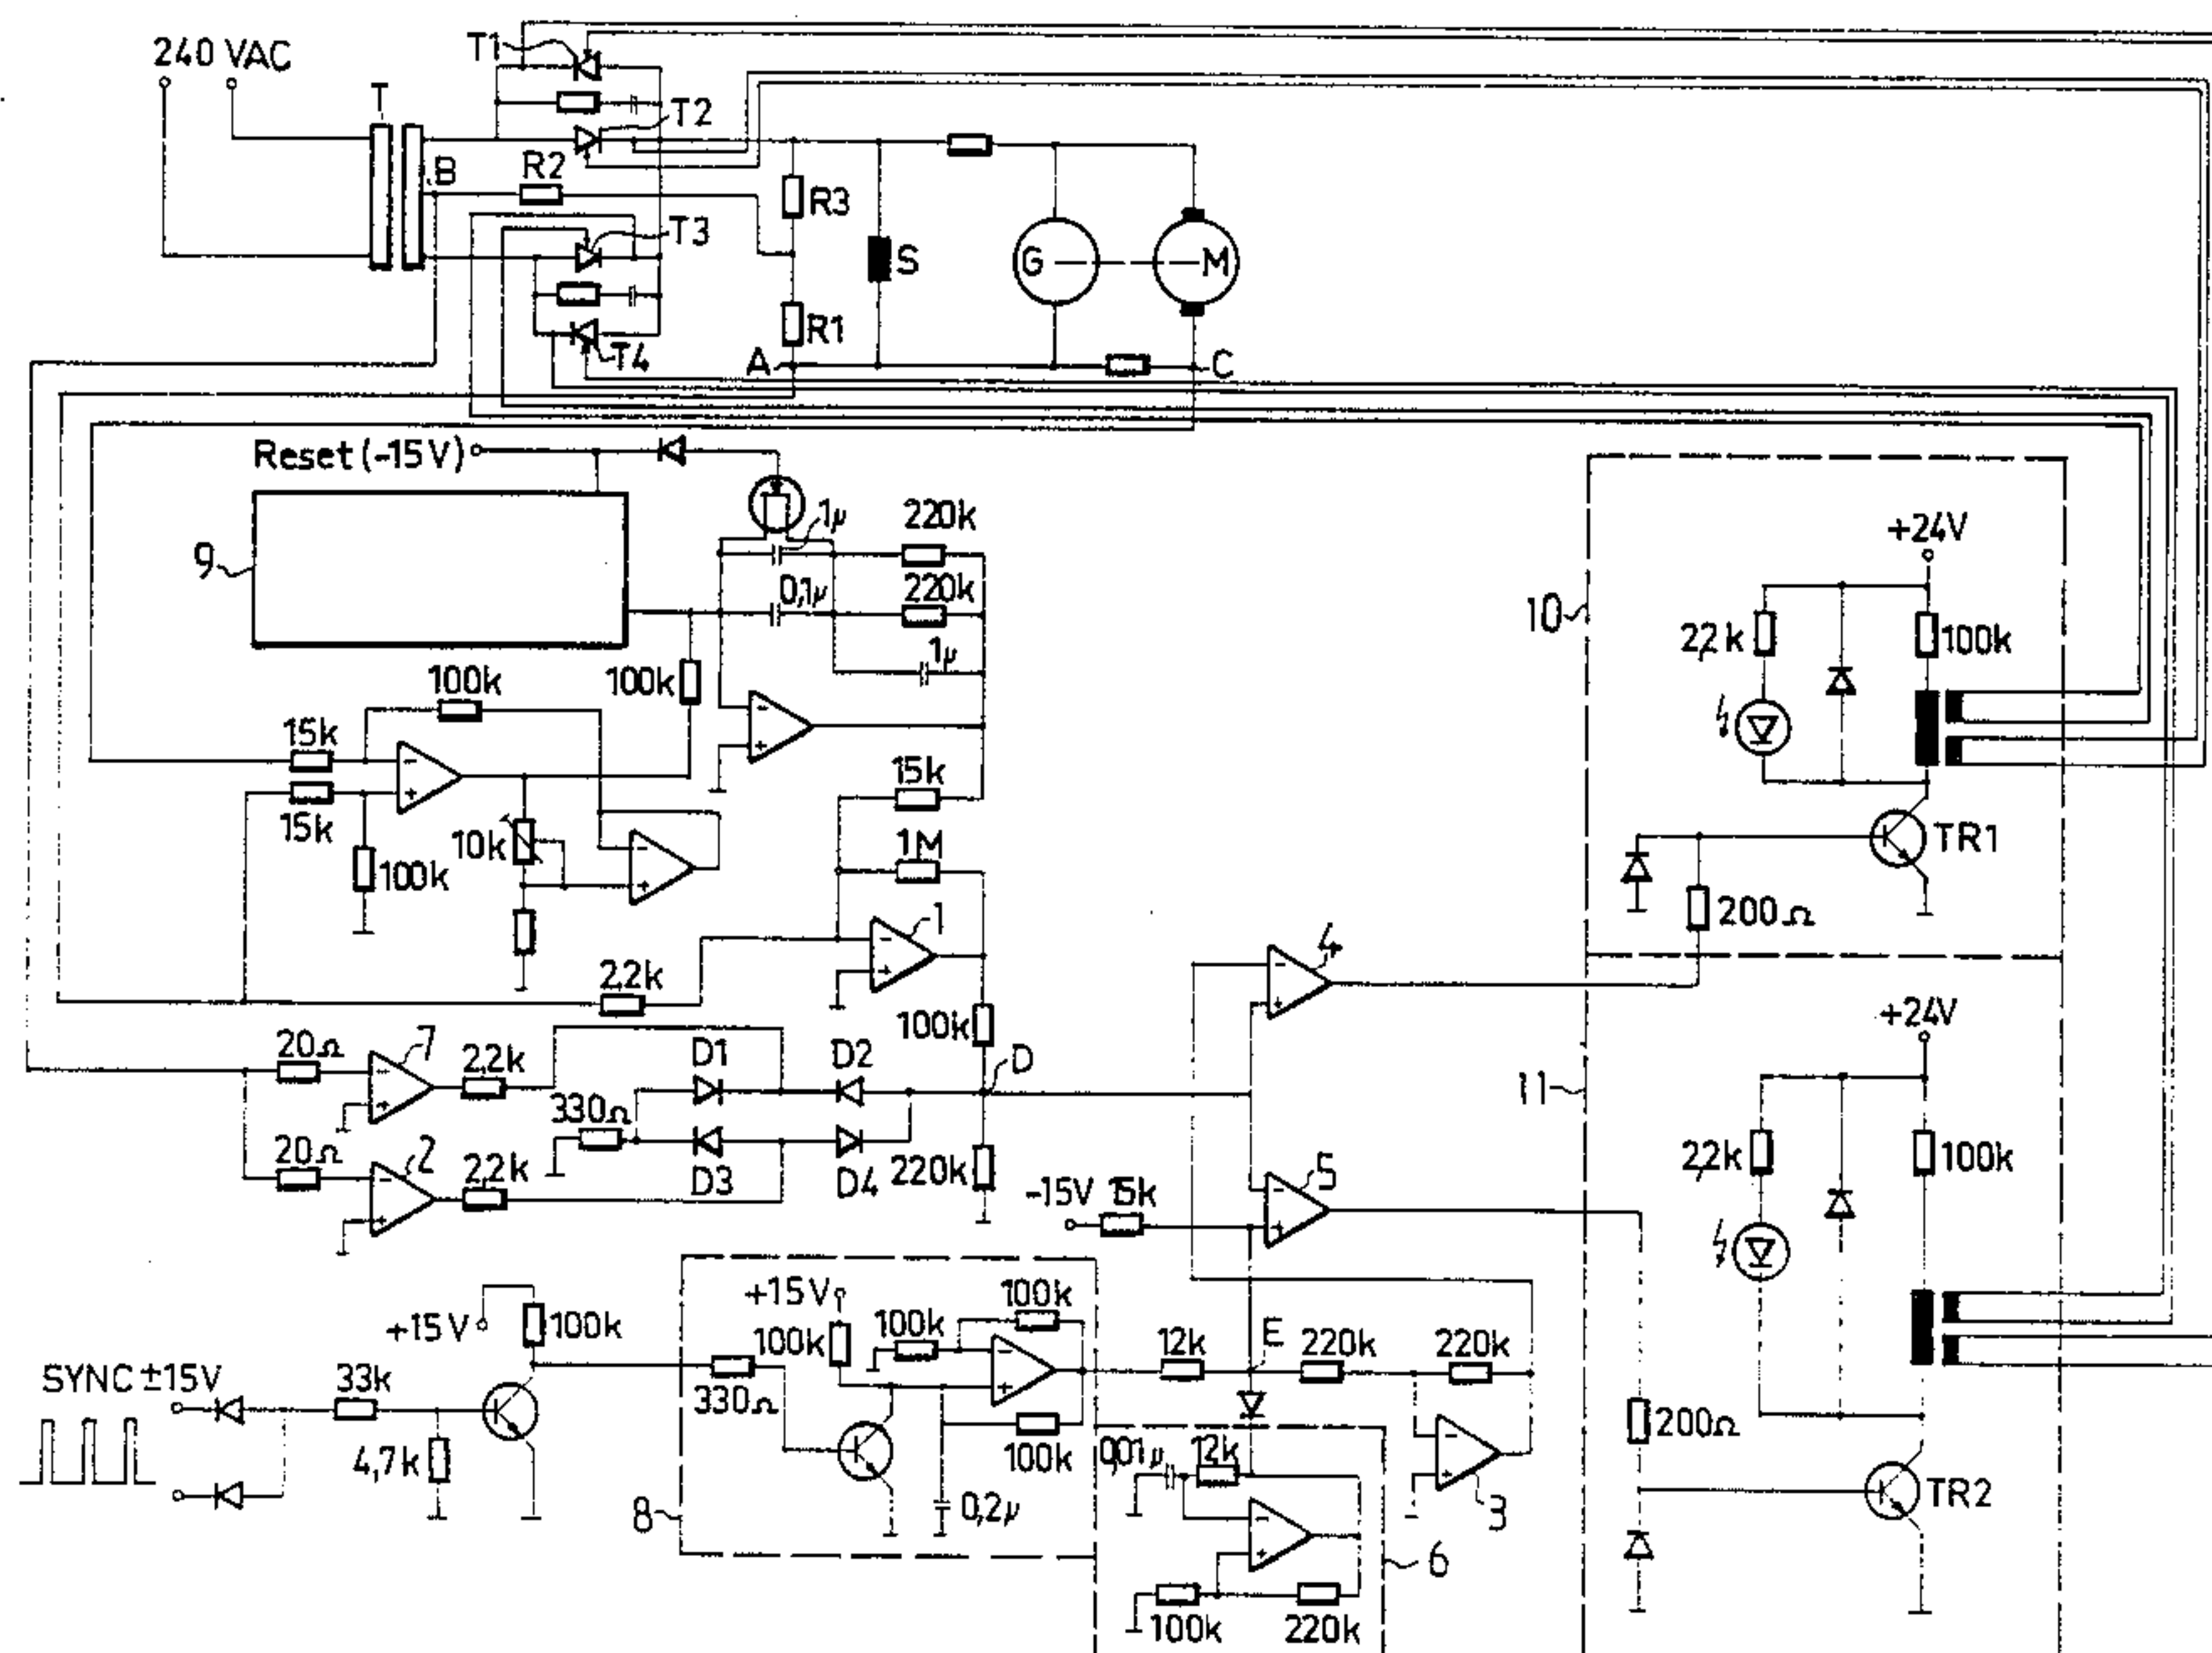 240 VAC
T1
T
T2
B
R2
R3
T3
S
G
M
R1
T4
A
C
Reset (-15V)
1µ
220k
+24V
9
0,1µ
220k
10
2,2k
100k
1µ
100k
100k
15k
15k
15k
10k
1M
TR1
100k
200Ω
1
4
2,2k
100k
+24V
20Ω
7
2,2k
D1
D2
D
11
330Ω
20Ω
2
2,2k
D3
D4
220k
5
2,2k
100k
-15V
15k
+15V
100k
+15V
100k
100k
100k
12k
E
220k
220k
SYNC ±15V
33k
330Ω
200Ω
4,7k
100k
0,01µ
12k
TR2
8
0,2µ
3
6
100k
220k